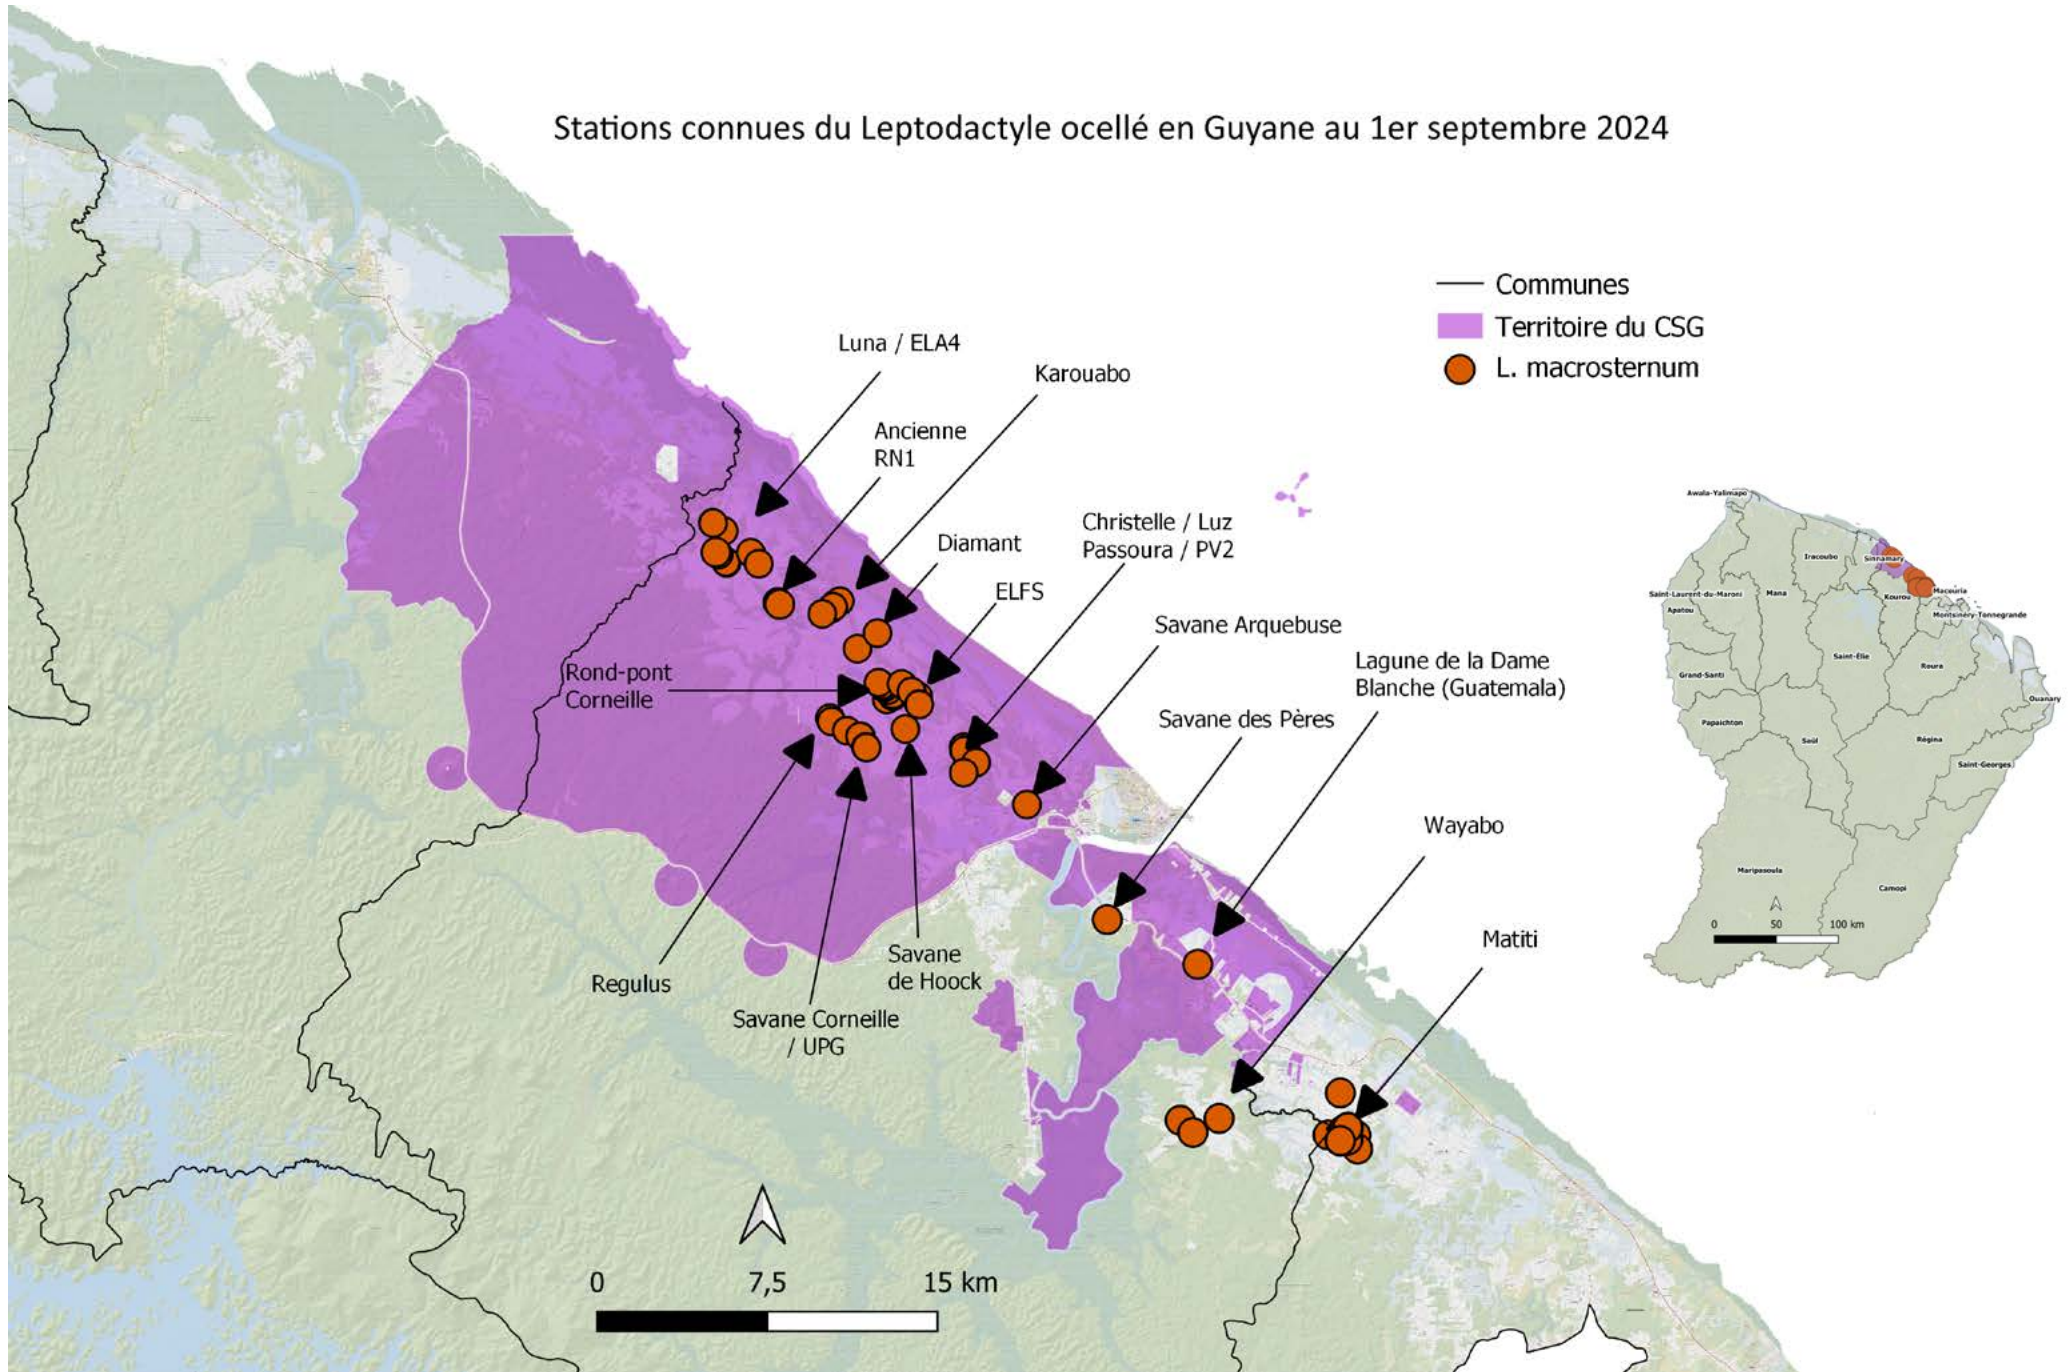 Stations connues du Leptodactyle ocellé en Guyane au 1er septembre 2024
Communes
Territoire du CSG
L. macrosternum
Luna / ELA4
Karouabo
Ancienne
RN1
Diamant
Christelle / Luz
Passoura / PV2
ELFS
Savane Arquebuse
Rond-pont
Corneille
Lagune de la Dame
Blanche (Guatemala)
Savane des Pères
Wayabo
Matiti
Regulus
Savane
de Hoock
Savane Corneille
/ UPG
0 7,5 15 km
Awala-Yalimapo
Iracoubo
Sinnamary
Saint-Laurent-du-Maroni
Mana
Kourou
Macouria
Apatou
Montsinéry-Tonnegrande
Saint-Élie
Roura
Grand-Santi
Ouanary
Papaichton
Saül
Régina
Saint-Georges
Maripasoula
Camopi
0 50 100 km